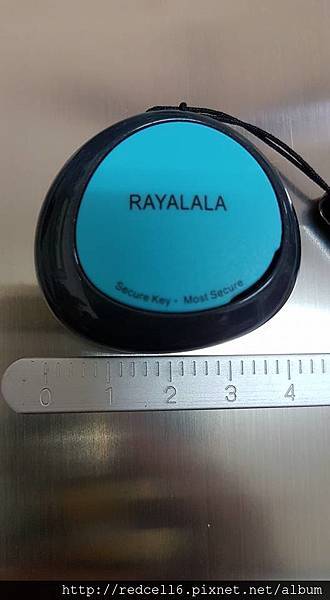 RAYALALA
Secure Key - Most Secure
0 1 2 3 4
http://redcell6.pixnet.net/album